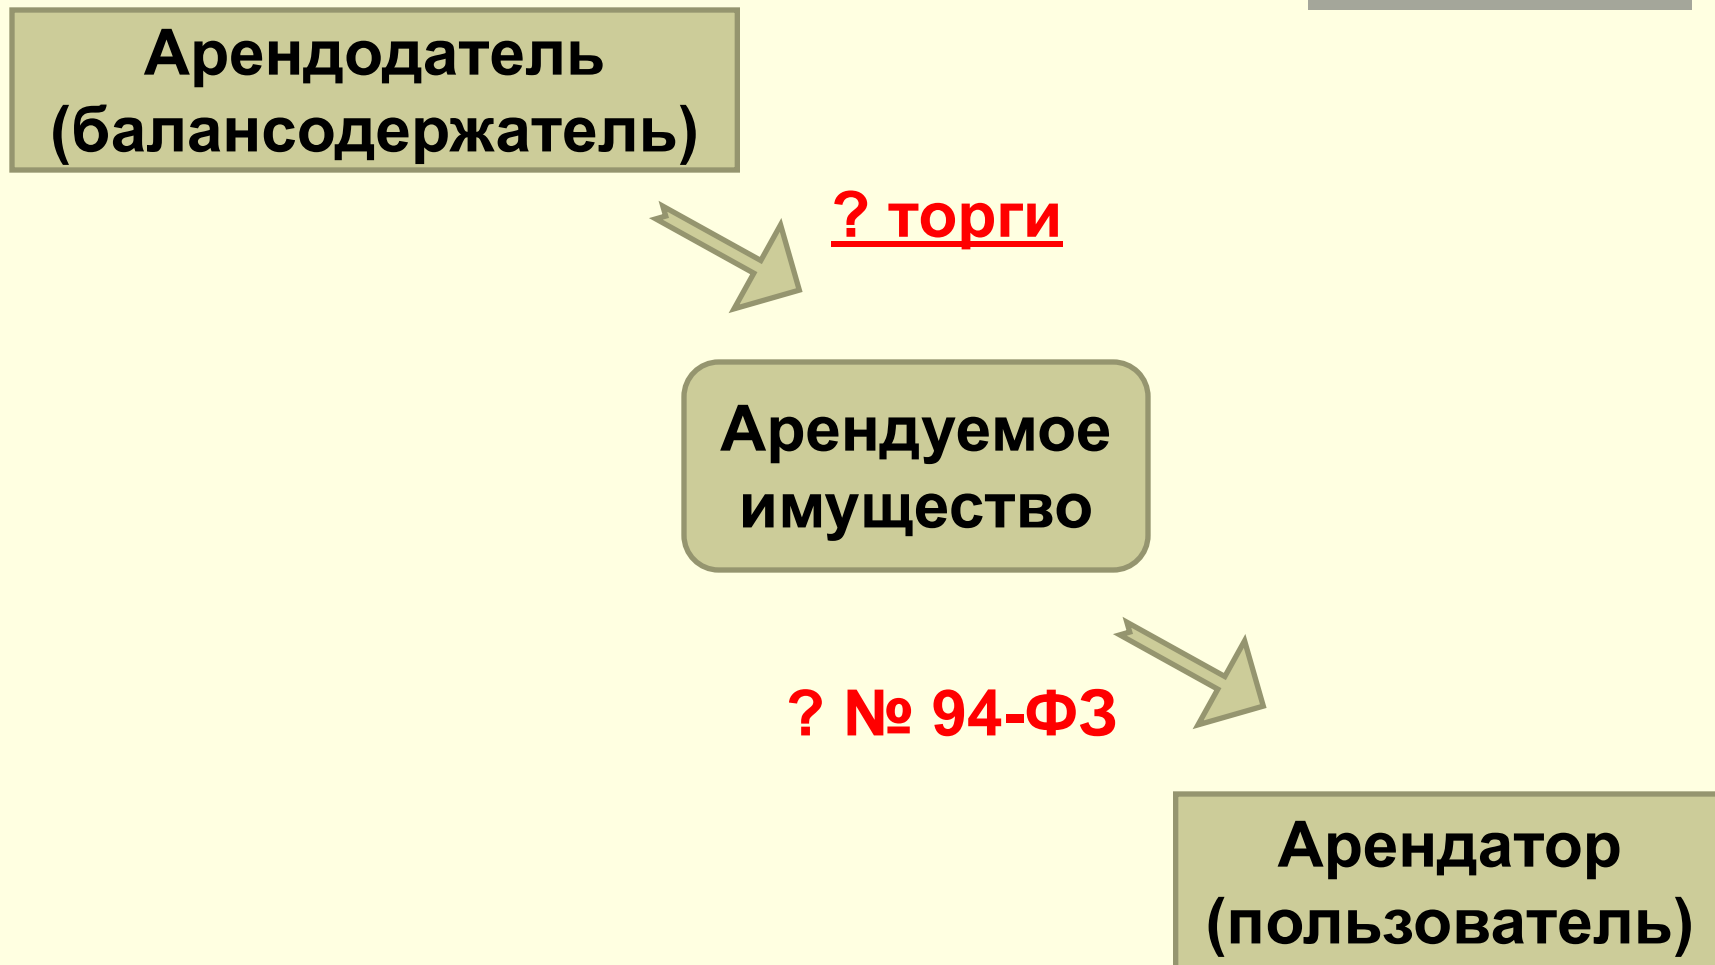 Арендодатель
(балансодержатель)
? торги
Арендуемое
имущество
? № 94-ФЗ
Арендатор
(пользователь)